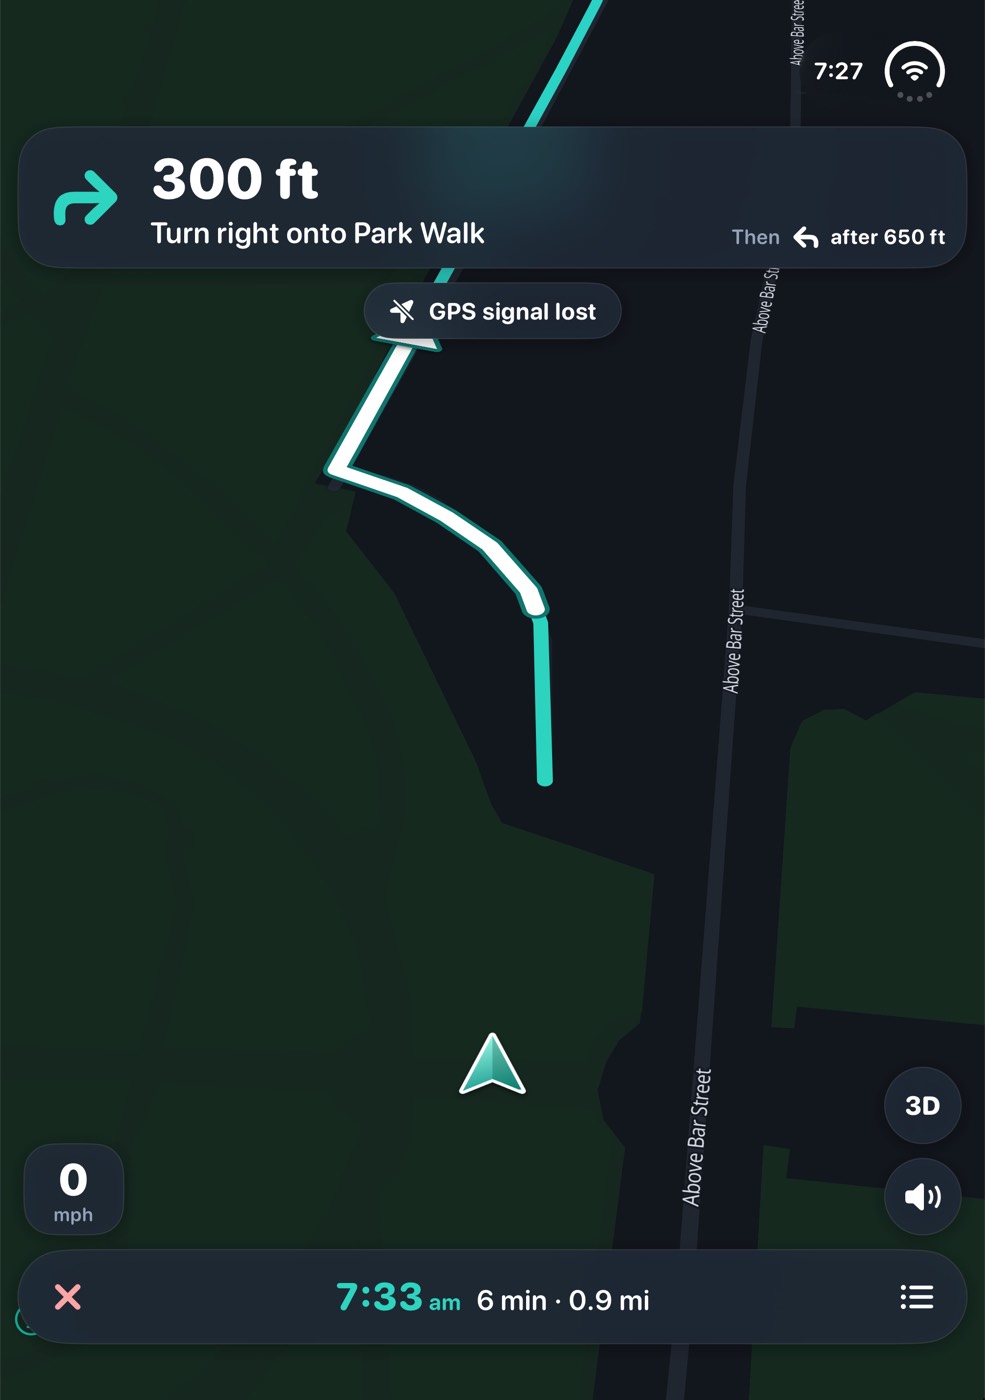 Above Bar Stree
7:27
300 ft
Turn right onto Park Walk
Then after 650 ft
Above Bar St
GPS signal lost
Above Bar Street
Above Bar Street
3D
0
mph
7:33 am 6 min · 0.9 mi